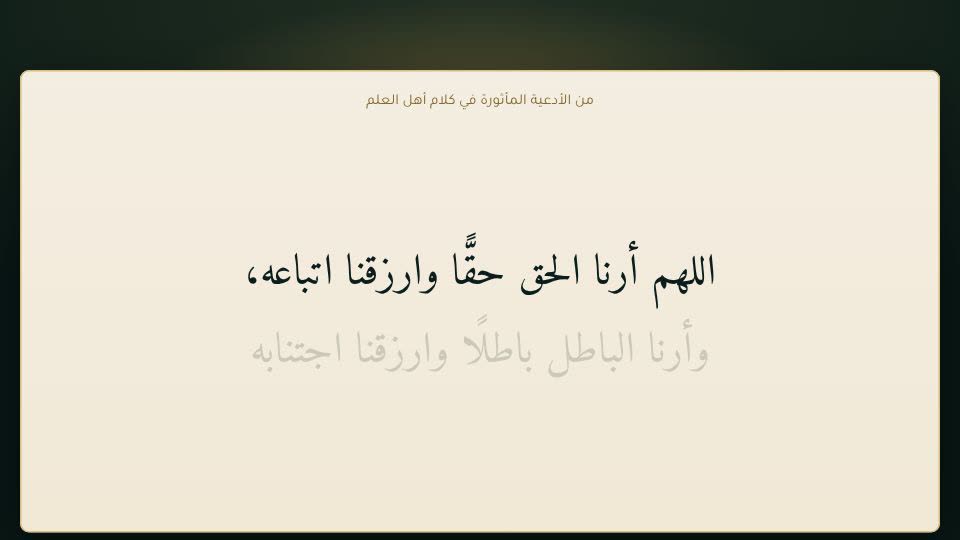 من الأدعية المأثورة في كلام أهل العلم
اللهم أرنا الحق حقًّا وارزقنا اتباعه،
وأرنا الباطل باطلًا وارزقنا اجتنابه